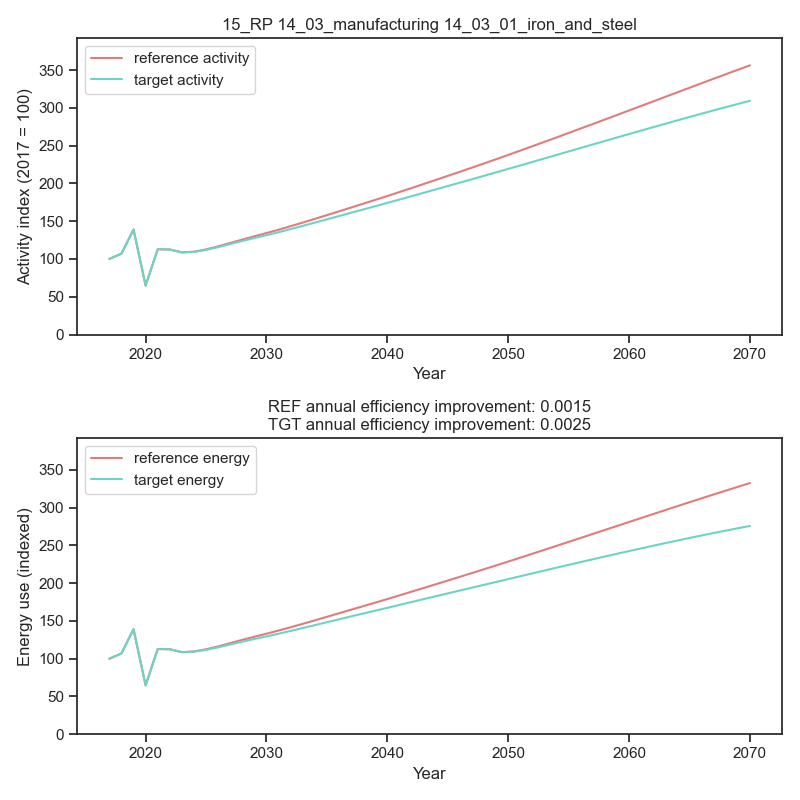 15_RP 14_03_manufacturing 14_03_01_iron_and_steel
reference activity
target activity
Activity index (2017 = 100)
350
300
250
200
150
100
50
0
2020 2030 2040 2050 2060 2070
Year
REF annual efficiency improvement: 0.0015
TGT annual efficiency improvement: 0.0025
reference energy
target energy
Energy use (indexed)
350
300
250
200
150
100
50
0
2020 2030 2040 2050 2060 2070
Year